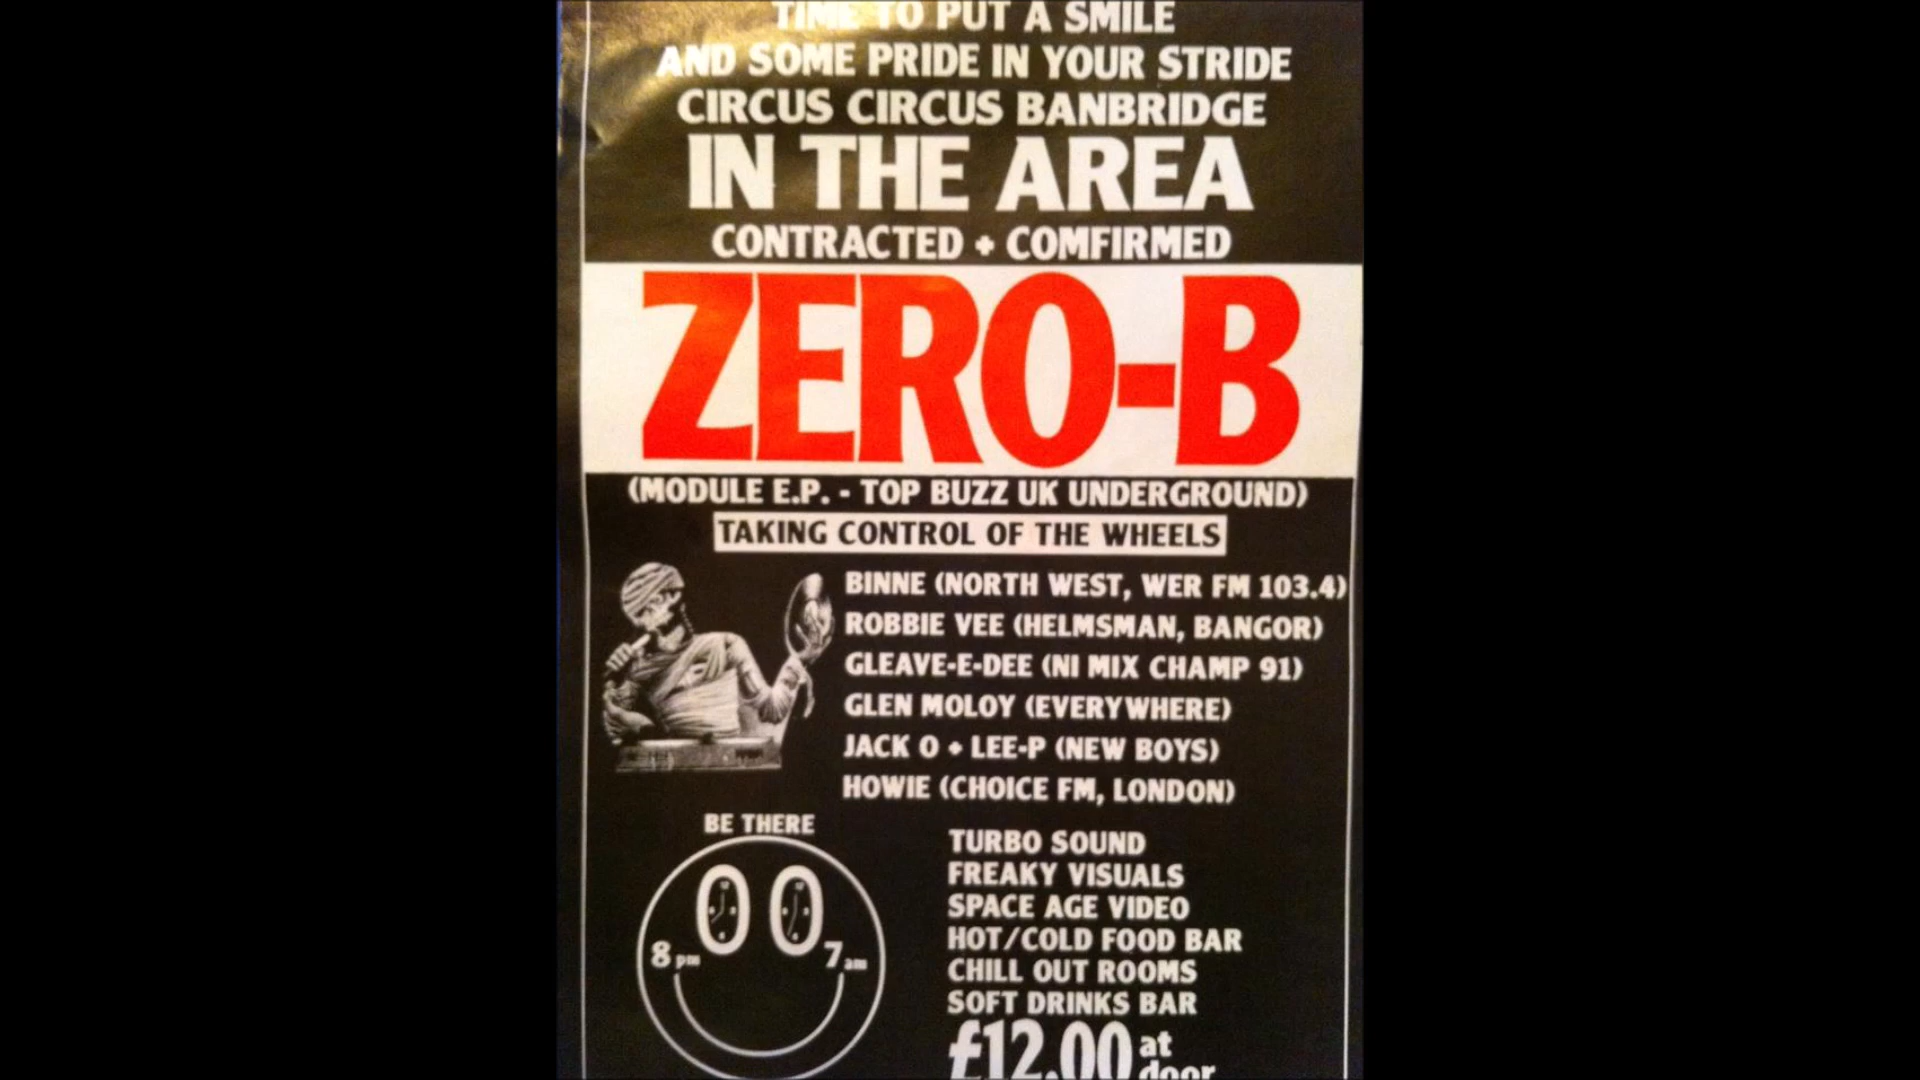 TIME TO PUT A SMILE
AND SOME PRIDE IN YOUR STRIDE
CIRCUS CIRCUS BANBRIDGE
IN THE AREA
CONTRACTED + COMFIRMED
ZERO-B
(MODULE E.P. - TOP BUZZ UK UNDERGROUND)
TAKING CONTROL OF THE WHEELS
BINNE (NORTH WEST, WER FM 103.4)
ROBBIE VEE (HELMSMAN, BANGOR)
GLEAVE-E-DEE (NI MIX CHAMP 91)
GLEN MOLOY (EVERYWHERE)
JACK O + LEE-P (NEW BOYS)
HOWIE (CHOICE FM, LONDON)
BE THERE
8pm
7am
TURBO SOUND
FREAKY VISUALS
SPACE AGE VIDEO
HOT/COLD FOOD BAR
CHILL OUT ROOMS
SOFT DRINKS BAR
£12.00 at
door